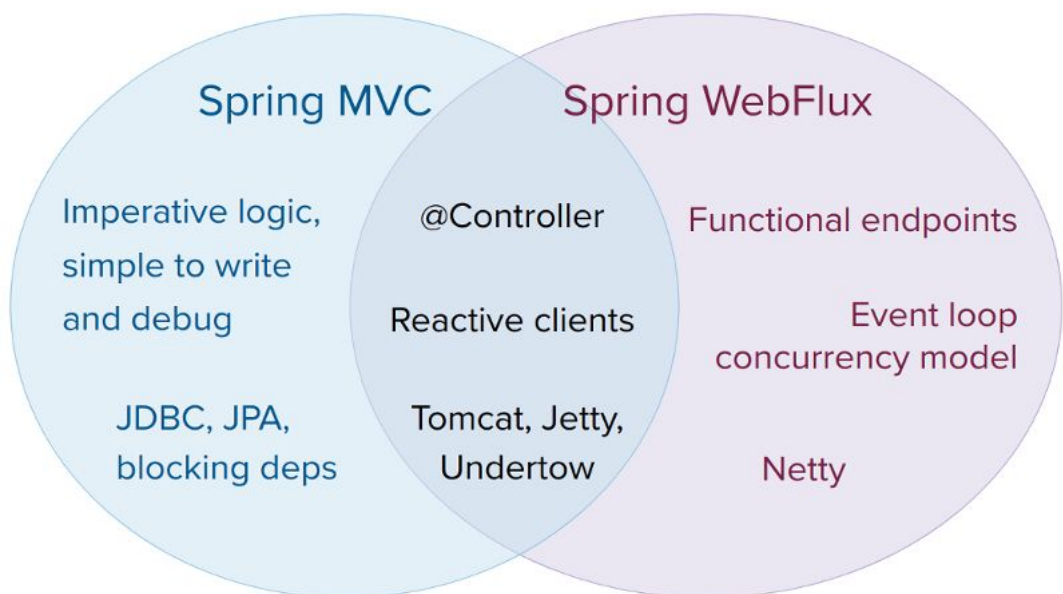 Spring MVC
Spring WebFlux
Imperative logic,
simple to write
and debug
JDBC, JPA,
blocking deps
@Controller
Reactive clients
Tomcat, Jetty,
Undertow
Functional endpoints
Event loop
concurrency model
Netty